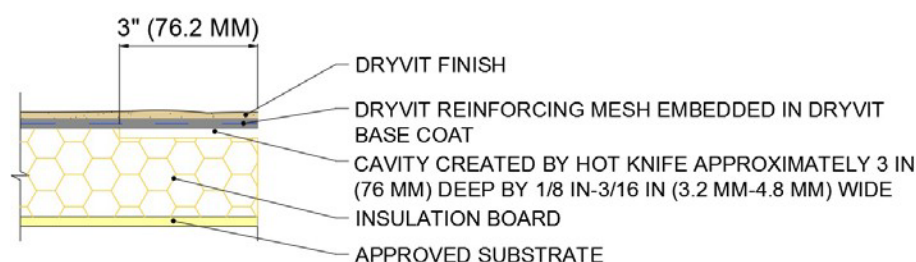 3" (76.2 MM)
DRYVIT FINISH
DRYVIT REINFORCING MESH EMBEDDED IN DRYVIT
BASE COAT
CAVITY CREATED BY HOT KNIFE APPROXIMATELY 3 IN
(76 MM) DEEP BY 1/8 IN-3/16 IN (3.2 MM-4.8 MM) WIDE
INSULATION BOARD
APPROVED SUBSTRATE